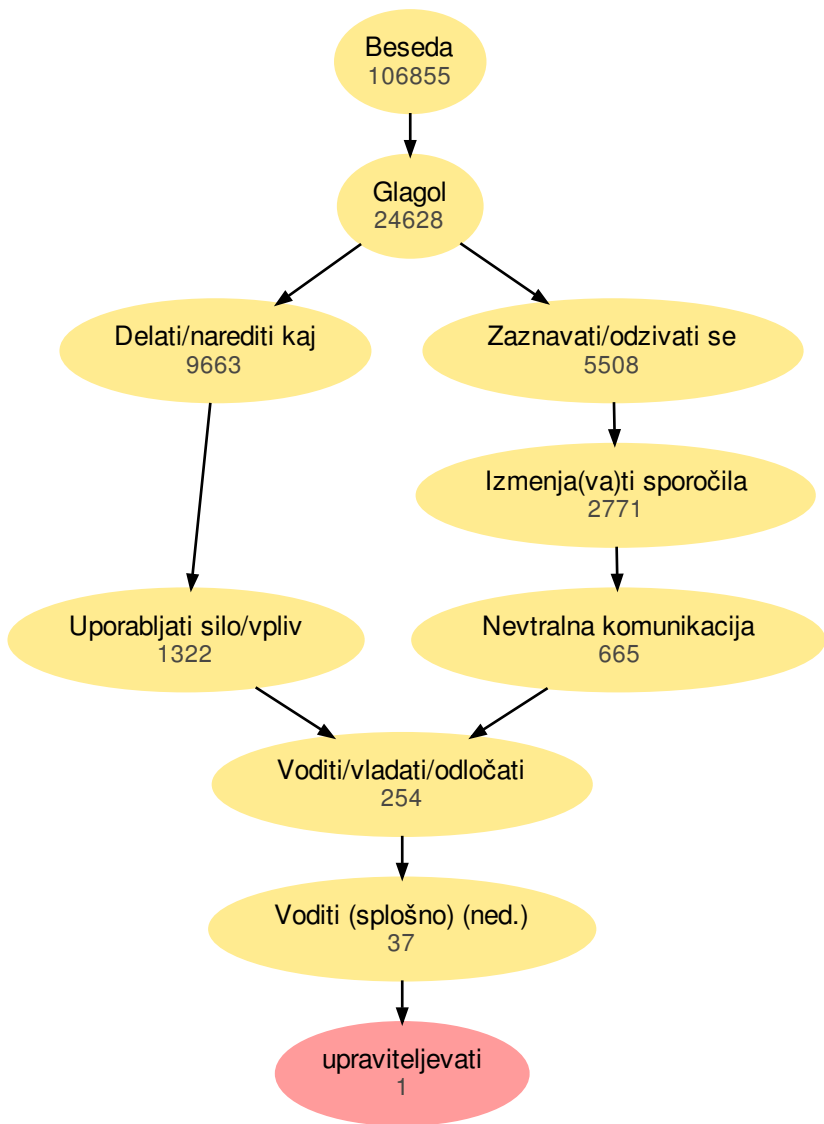 Beseda
106855
Glagol
24628
Delati/narediti kaj
9663
Zaznavati/odzivati se
5508
Izmenja(va)ti sporočila
2771
Uporabljati silo/vpliv
1322
Nevtralna komunikacija
665
Voditi/vladati/odločati
254
Voditi (splošno) (ned.)
37
upraviteljevati
1